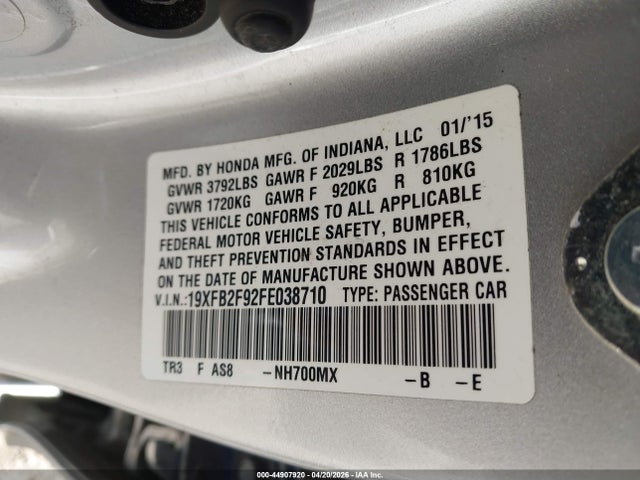 MFD. BY HONDA MFG. OF INDIANA, LLC 01/'15
GVWR 3792LBS GAWR F 2029LBS R 1786LBS
GVWR 1720KG GAWR F 920KG R 810KG
THIS VEHICLE CONFORMS TO ALL APPLICABLE
FEDERAL MOTOR VEHICLE SAFETY, BUMPER,
AND THEFT PREVENTION STANDARDS IN EFFECT
ON THE DATE OF MANUFACTURE SHOWN ABOVE.
V.I.N.:19XFB2F92FE038710 TYPE: PASSENGER CAR
TR3 F AS8 -NH700MX -B -E
000-44907920 - 04/20/2026 - IAAI